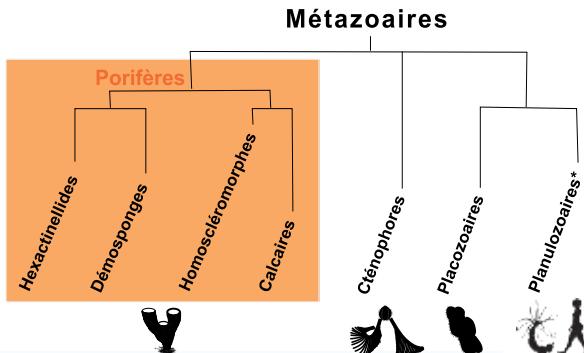 Métazoaires
Porifères
Hexactinellides
Démosponges
Homoscléromorphes
Calcaires
Cténophores
Placozoaires
Planulozoaires*